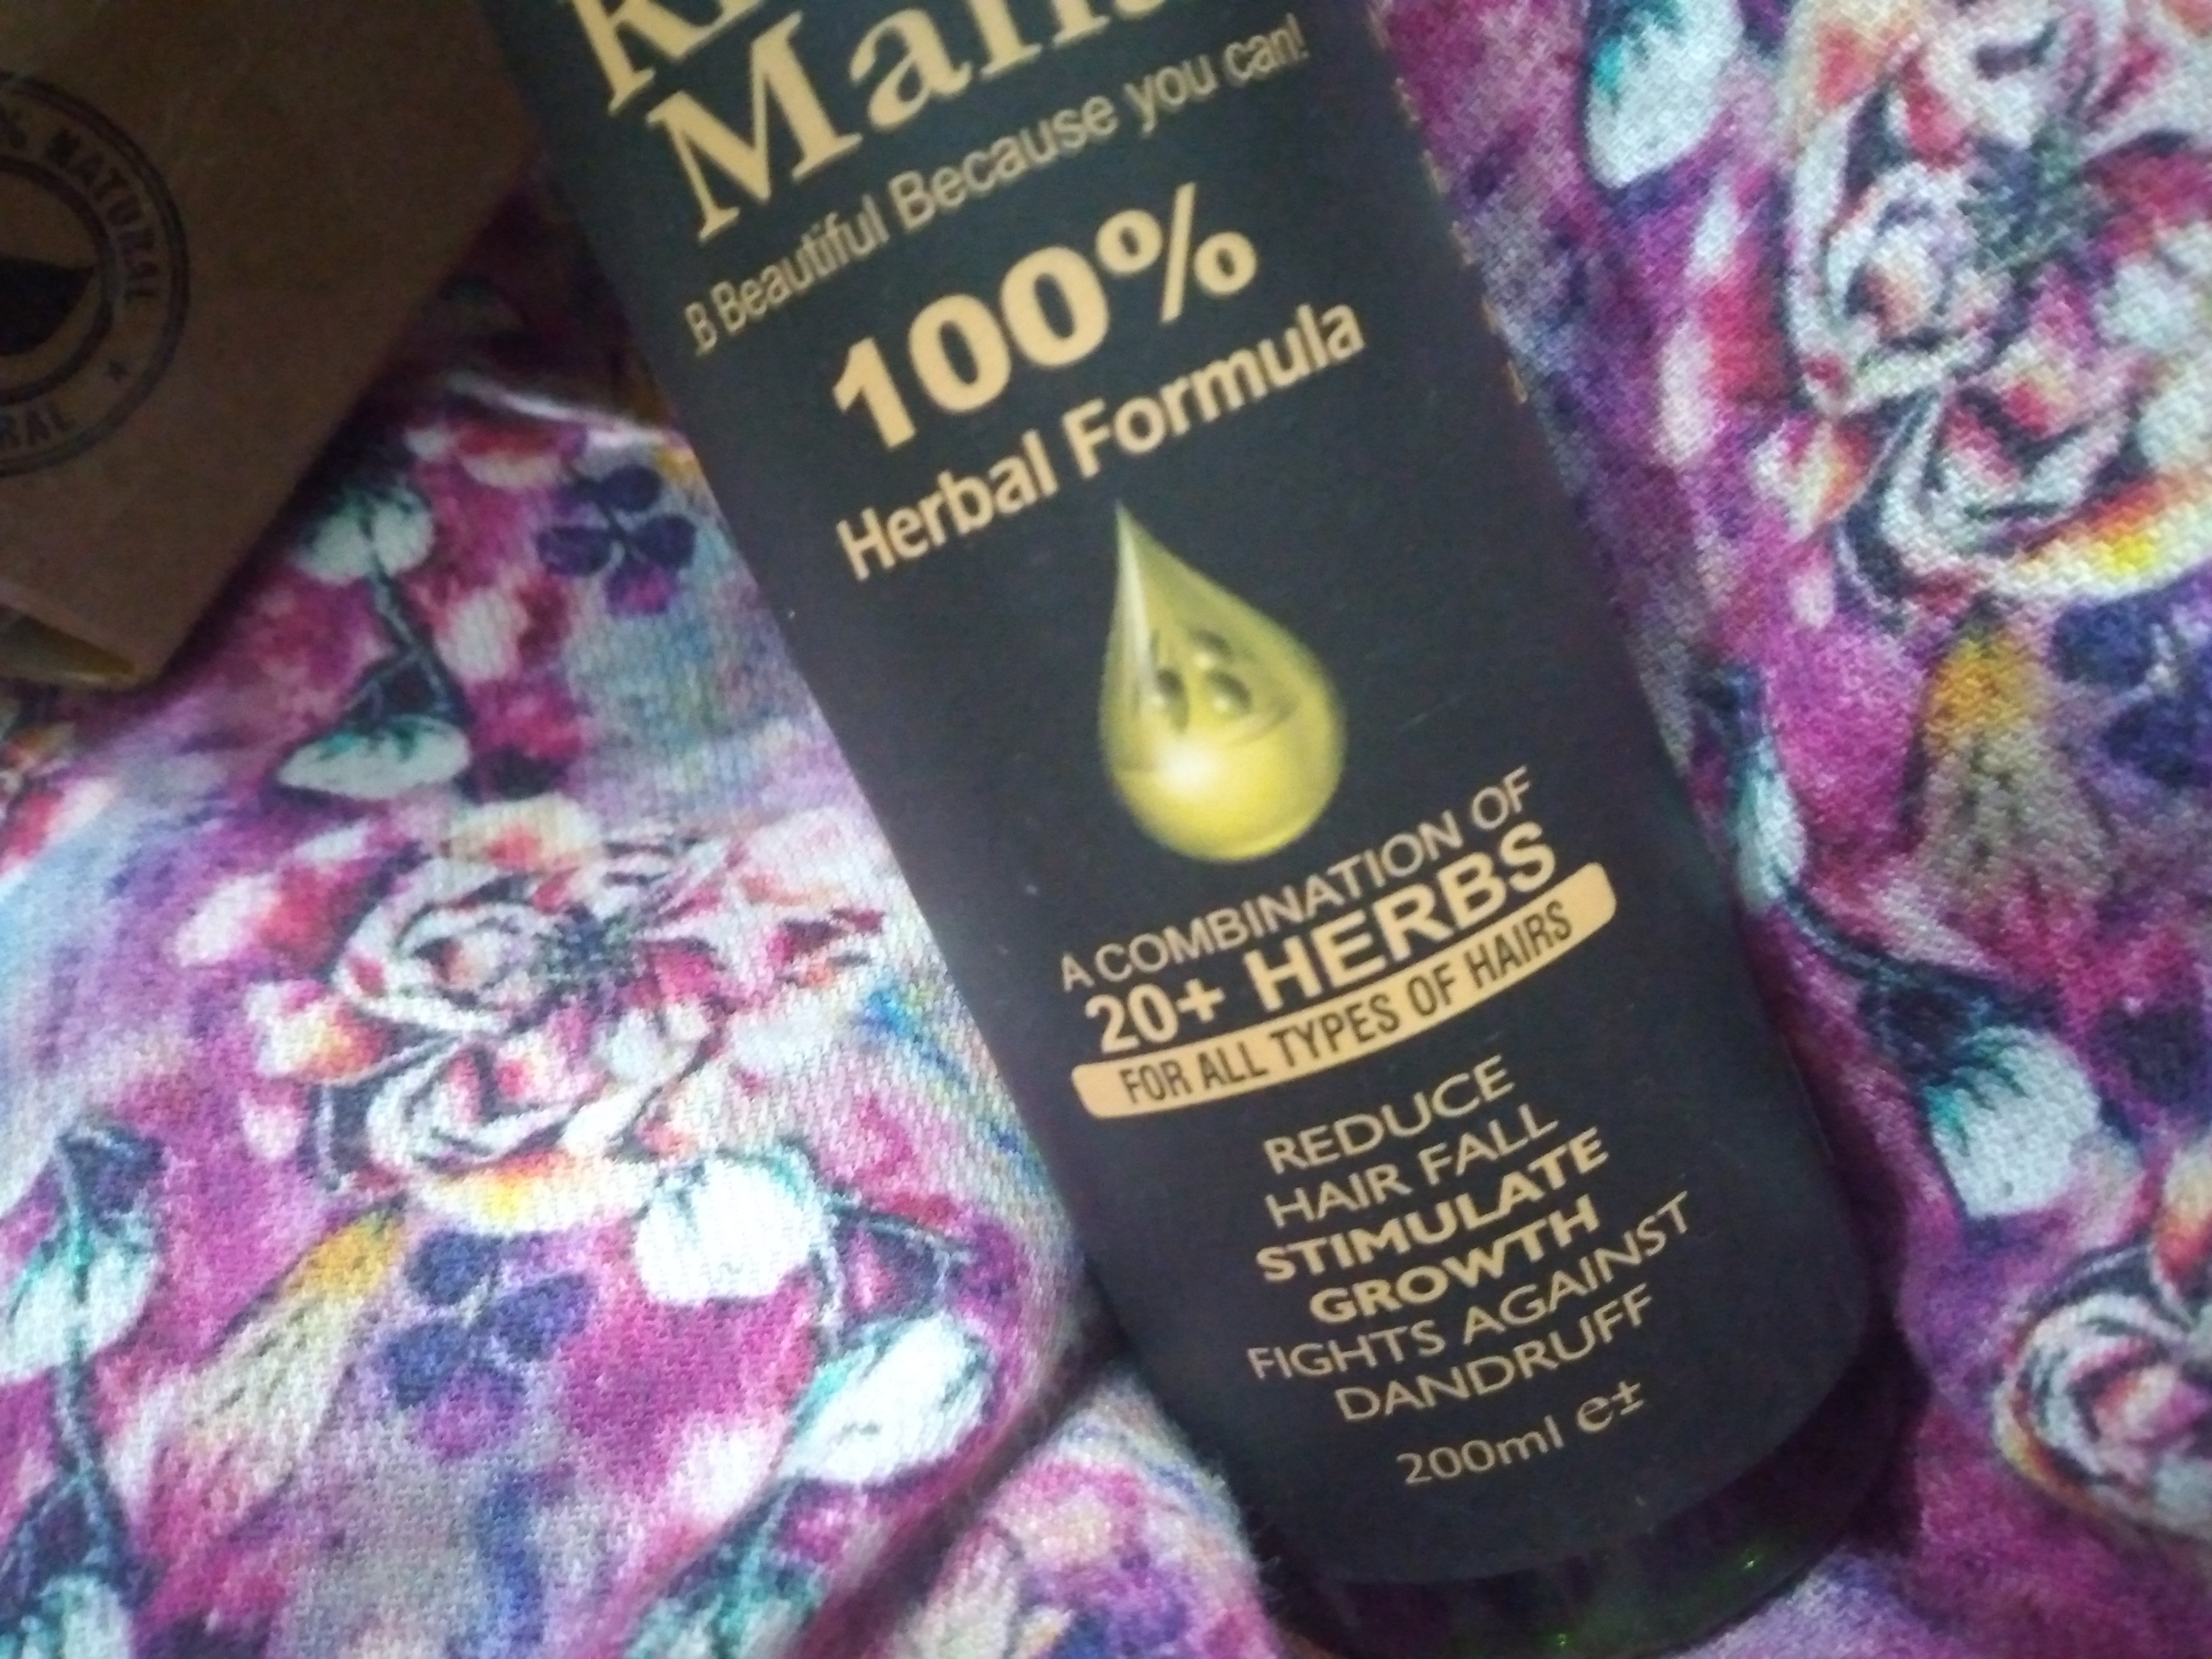 B Beautiful Because you can!
100%
Herbal Formula
A COMBINATION OF
20+ HERBS
FOR ALL TYPES OF HAIRS
REDUCE
HAIR FALL
STIMULATE
GROWTH
FIGHTS AGAINST
DANDRUFF
200ml e±
NATURAL